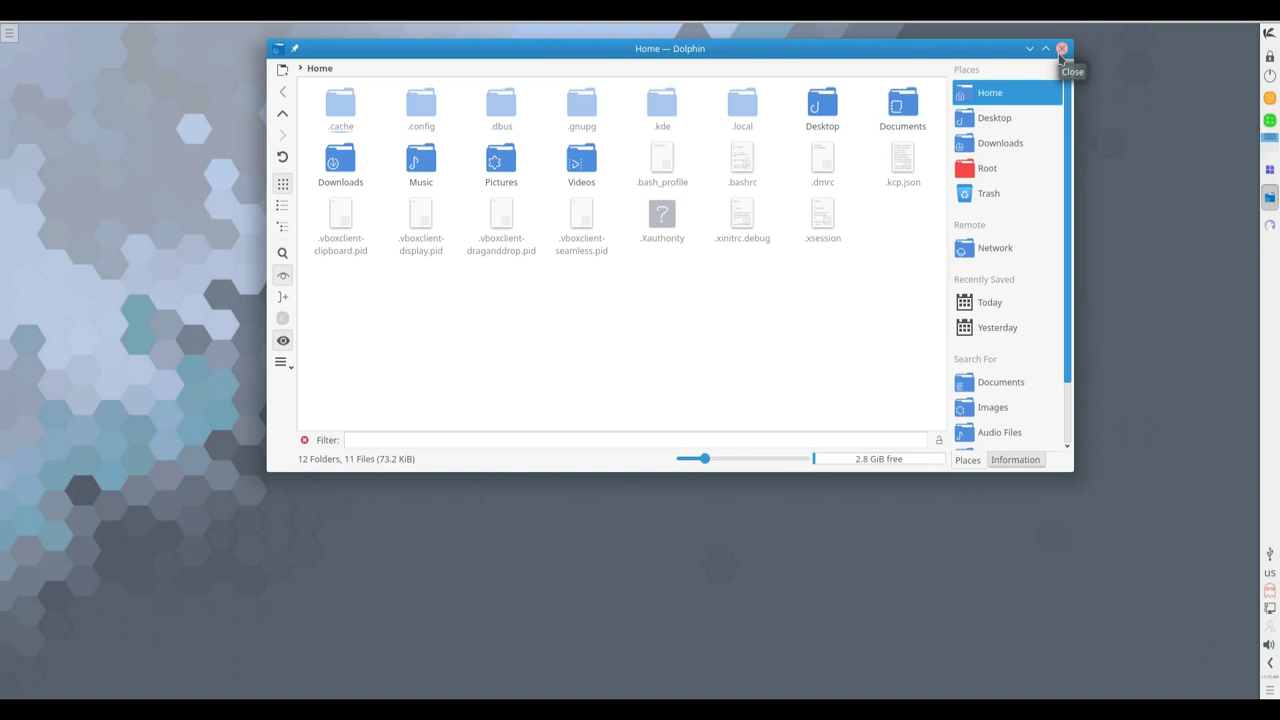 Home — Dolphin
Close
Home
Places
.cache .config .dbus .gnupg .kde .local Desktop Documents
Downloads Music Pictures Videos .bash_profile .bashrc .dmrc .kcp.json
.vboxclient- .vboxclient- .vboxclient- .vboxclient- .Xauthority .xinitrc.debug .xsession
clipboard.pid display.pid draganddrop.pid seamless.pid
Home
Desktop
Downloads
Root
Trash
Remote
Network
Recently Saved
Today
Yesterday
Search For
Documents
Images
Audio Files
Filter:
12 Folders, 11 Files (73.2 KiB)
2.8 GiB free
Places Information
us